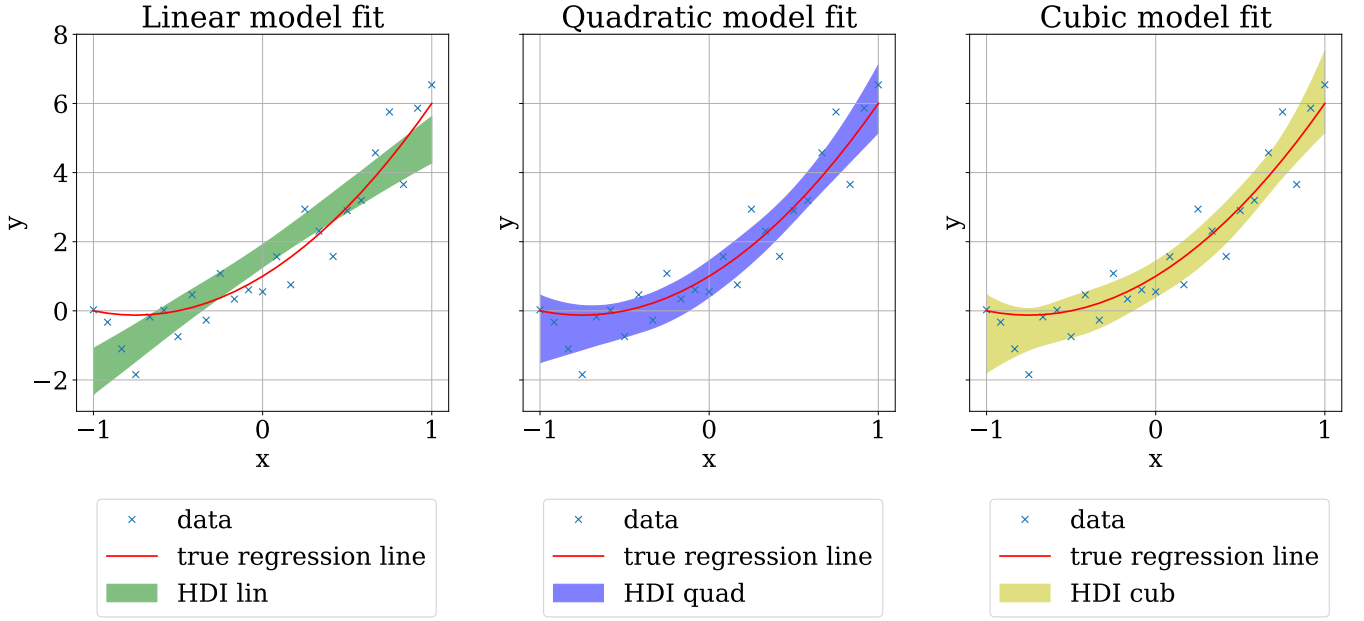 Linear model fit
8
6
4
2
0
−2
y
−1 0 1
x
data
true regression line
HDI lin
Quadratic model fit
y
−1 0 1
x
data
true regression line
HDI quad
Cubic model fit
y
−1 0 1
x
data
true regression line
HDI cub